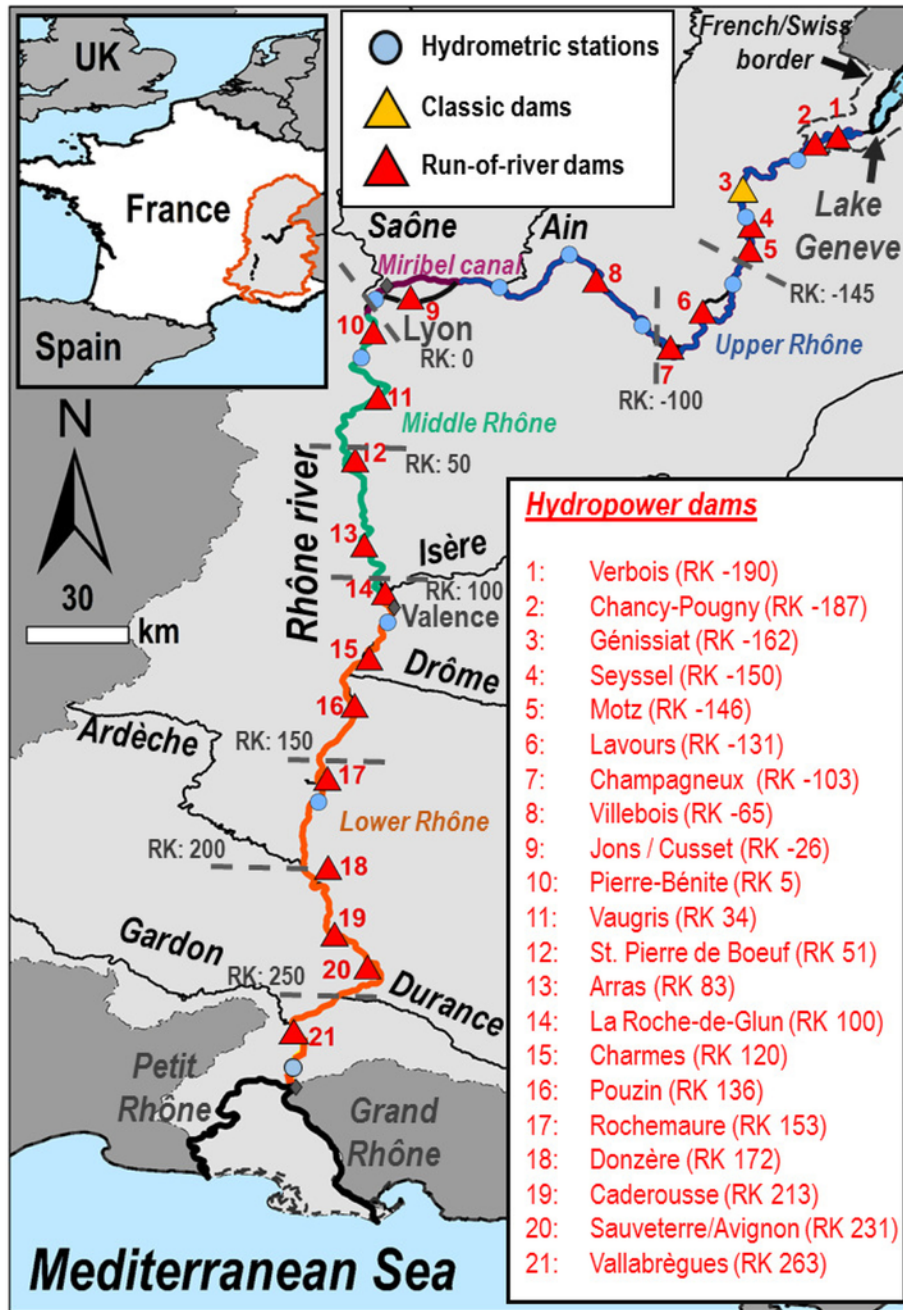 UK
France
Spain
Hydrometric stations
Classic dams
Run-of-river dams
French/Swiss
border
1
2
3
Lake
Geneve
4
5
RK: -145
Saône
Ain
Miribel canal
8
9
6
Lyon
10
RK: 0
7
Upper Rhône
RK: -100
11
Middle Rhône
N
12
RK: 50
Rhône river
13
Isère
30
km
14
RK: 100
Valence
15
Drôme
16
Ardèche
RK: 150
17
Lower Rhône
RK: 200
18
19
Gardon
20
RK: 250
Durance
21
Petit
Rhône
Grand
Rhône
Mediterranean Sea
Hydropower dams
1: Verbois (RK -190)
2: Chancy-Pougny (RK -187)
3: Génissiat (RK -162)
4: Seyssel (RK -150)
5: Motz (RK -146)
6: Lavours (RK -131)
7: Champagneux (RK -103)
8: Villebois (RK -65)
9: Jons / Cusset (RK -26)
10: Pierre-Bénite (RK 5)
11: Vaugris (RK 34)
12: St. Pierre de Boeuf (RK 51)
13: Arras (RK 83)
14: La Roche-de-Glun (RK 100)
15: Charmes (RK 120)
16: Pouzin (RK 136)
17: Rochemaure (RK 153)
18: Donzère (RK 172)
19: Caderousse (RK 213)
20: Sauveterre/Avignon (RK 231)
21: Vallabrègues (RK 263)